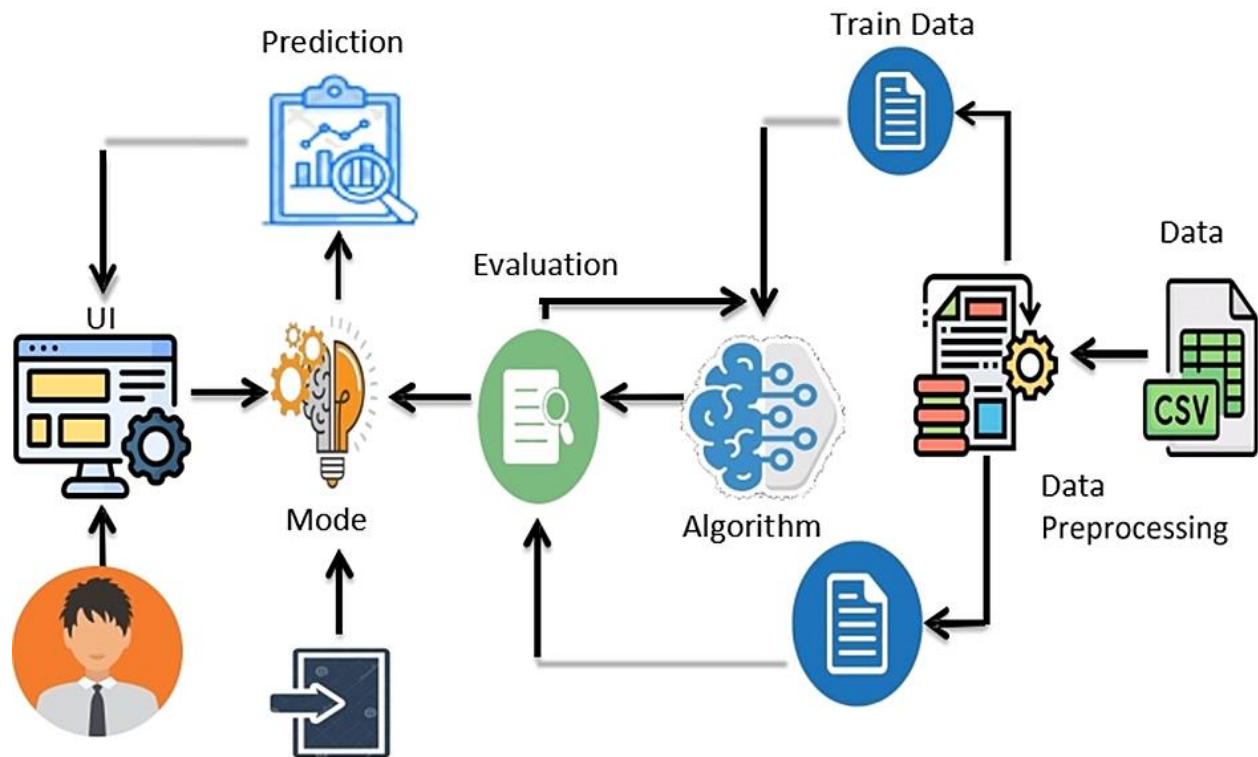 Train Data
Prediction
Data
Evaluation
UI
CSV
Data
Preprocessing
Mode
Algorithm